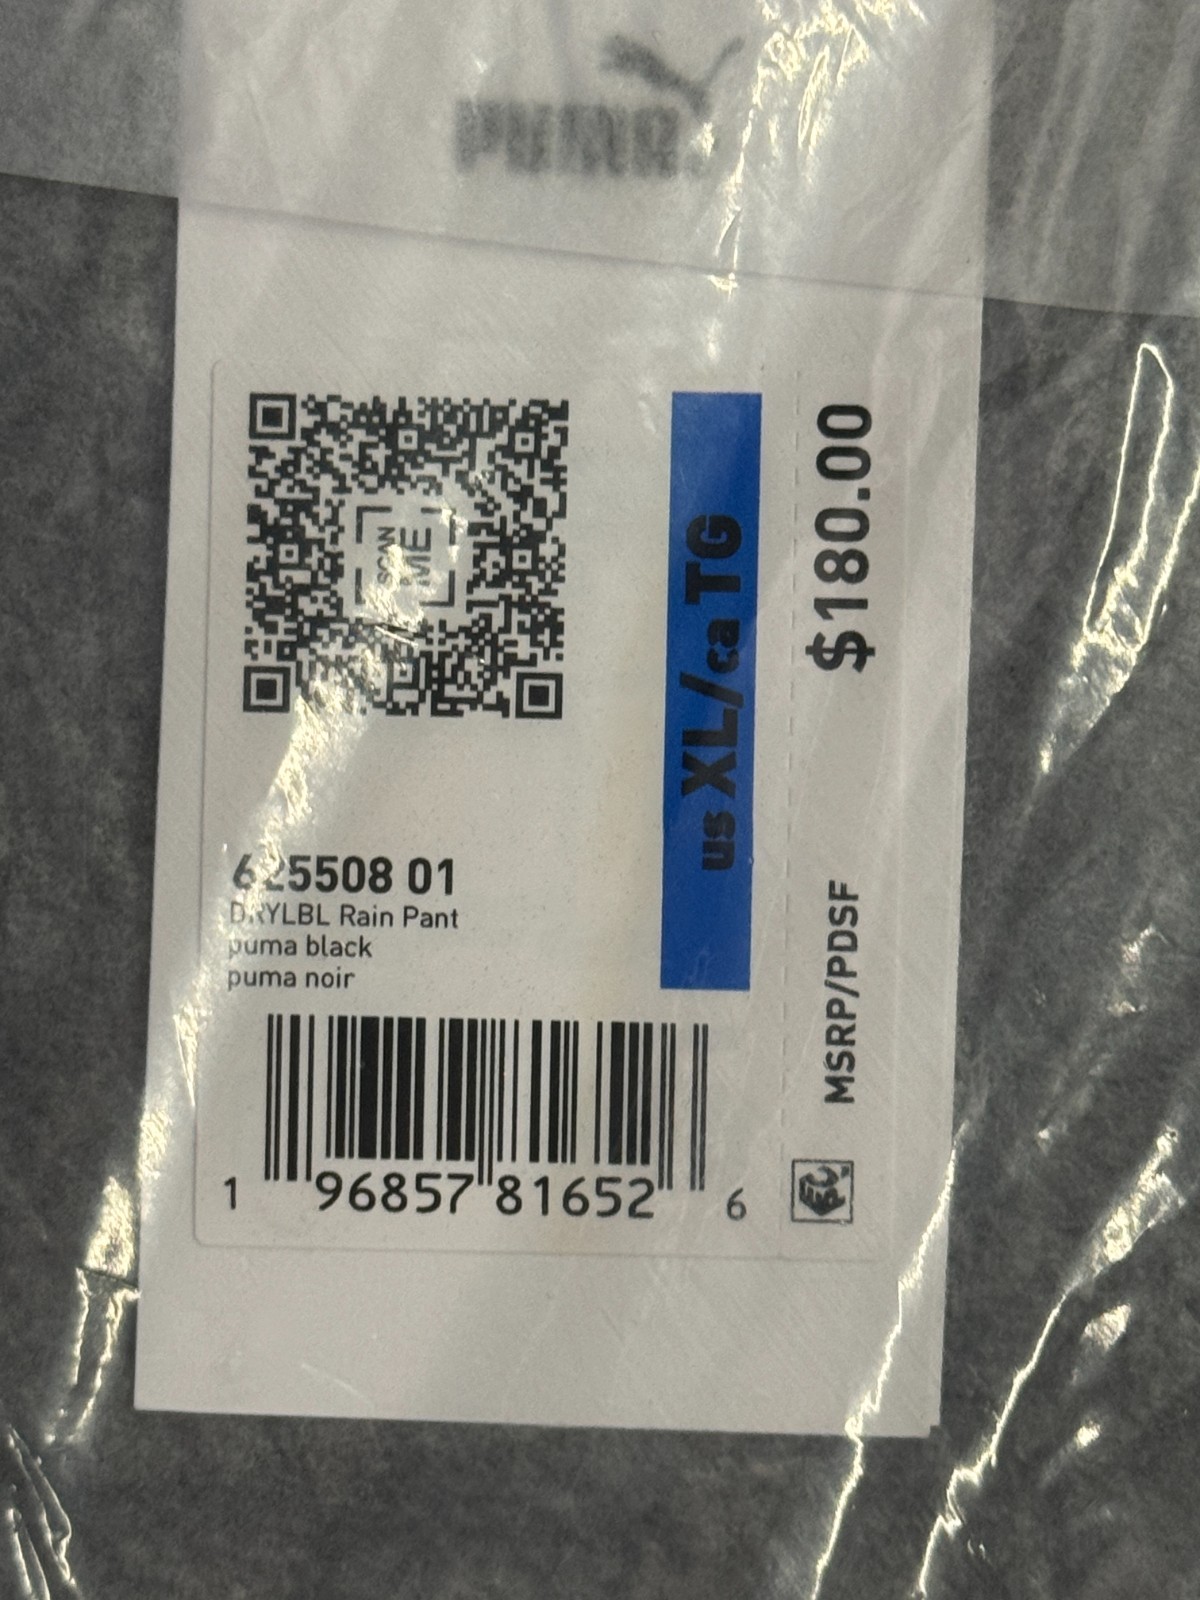 PUMA
SCAN
ME
625508 01
DRYLBL Rain Pant
puma black
puma noir
1 96857 81652 6
us XL/ca TG
$180.00
MSRP/PDSF